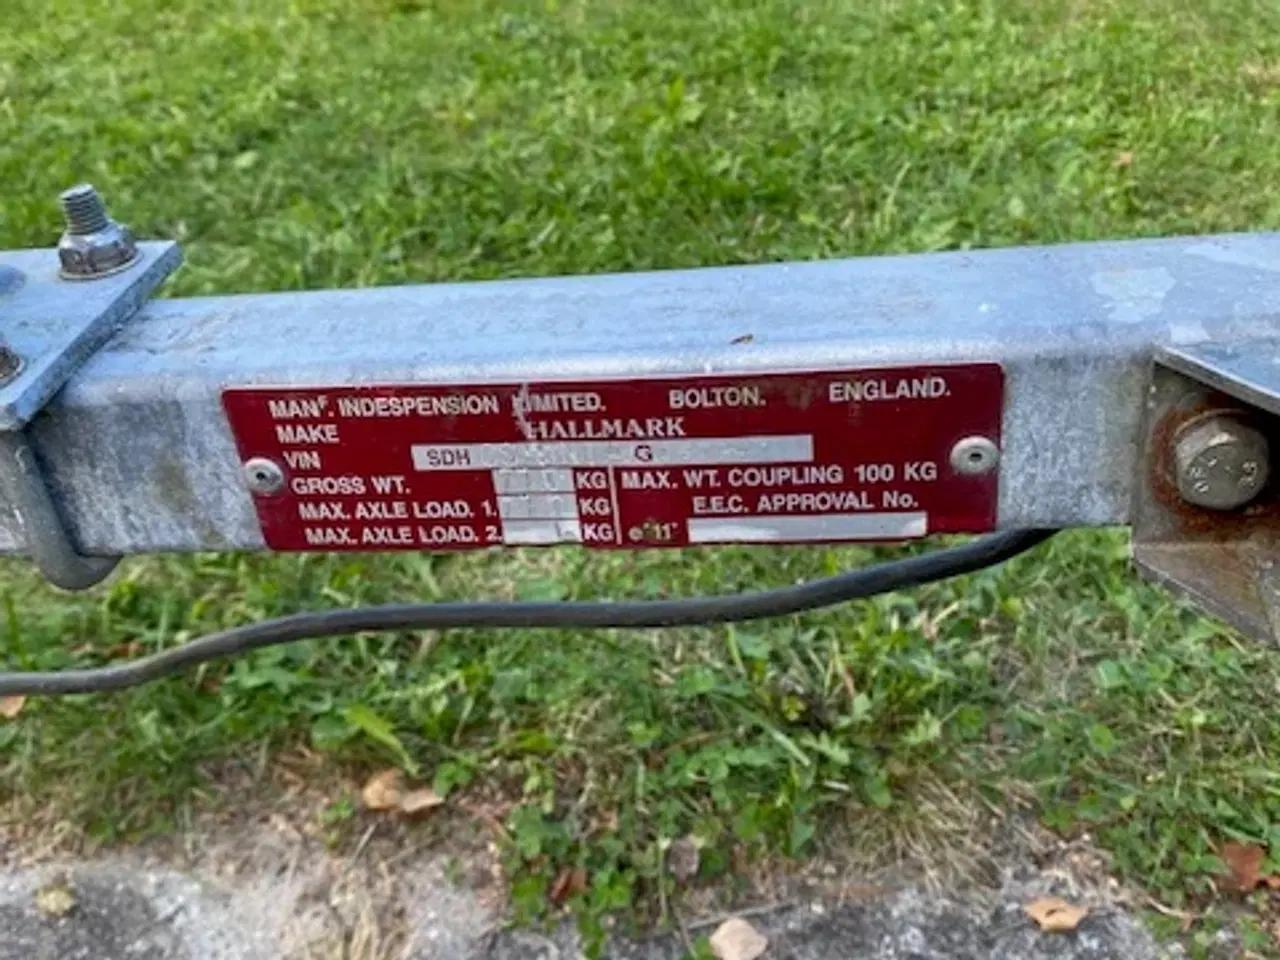 MANF. INDESPENSION LIMITED. BOLTON. ENGLAND.
MAKE HALLMARK
VIN SDH G
GROSS WT. KG MAX. WT. COUPLING 100 KG
MAX. AXLE LOAD. 1. KG E.E.C. APPROVAL No.
MAX. AXLE LOAD. 2. KG e*11*